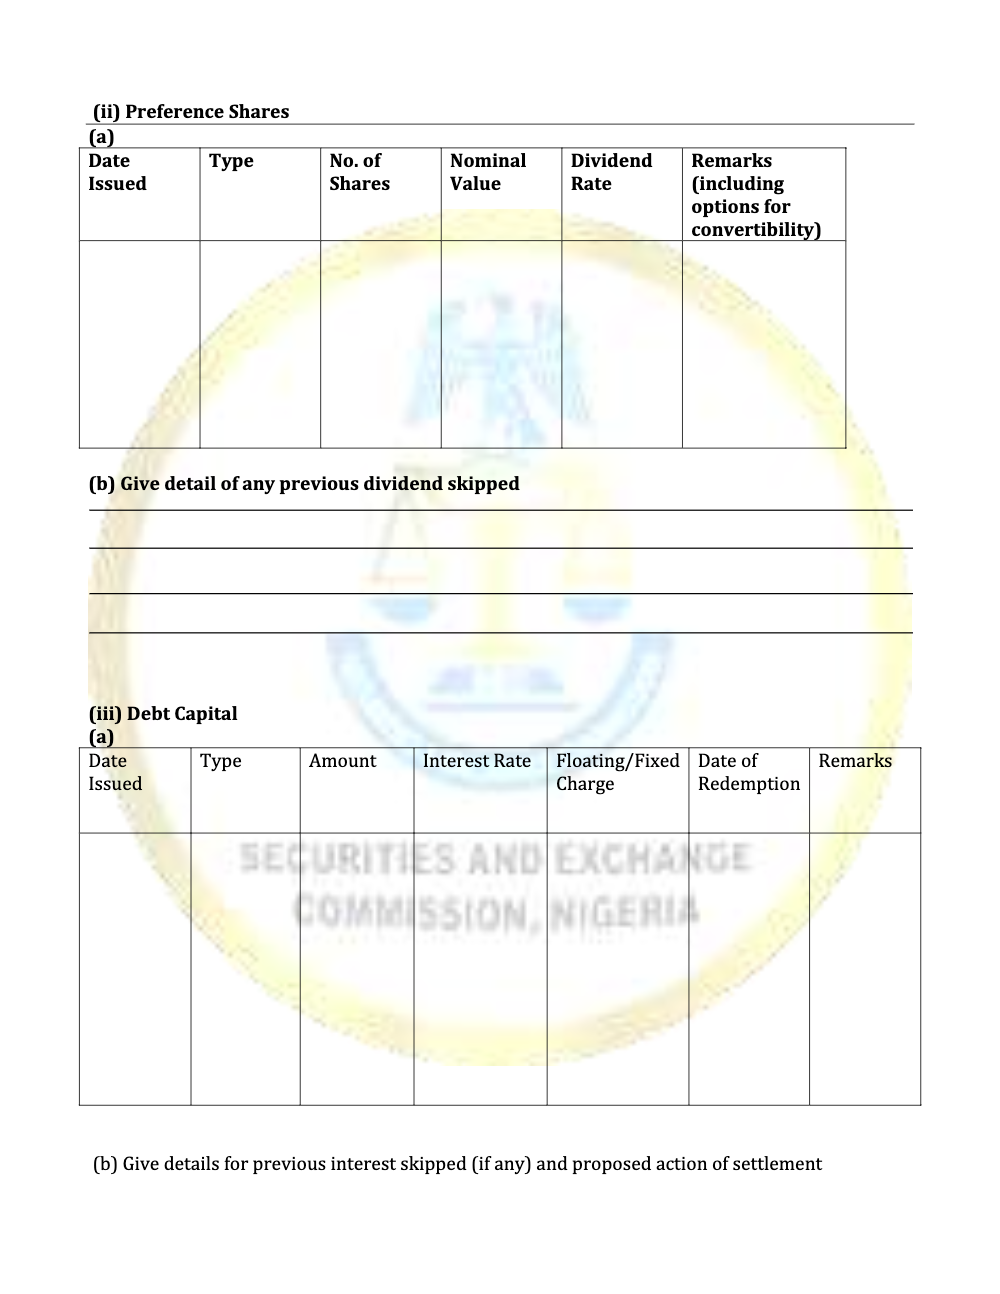 (ii) Preference Shares
(a)
Date Issued | Type | No. of Shares | Nominal Value | Dividend Rate | Remarks (including options for convertibility)
(b) Give detail of any previous dividend skipped
(iii) Debt Capital
(a)
Date Issued | Type | Amount | Interest Rate | Floating/Fixed Charge | Date of Redemption | Remarks
SECURITIES AND EXCHANGE
COMMISSION, NIGERIA
(b) Give details for previous interest skipped (if any) and proposed action of settlement